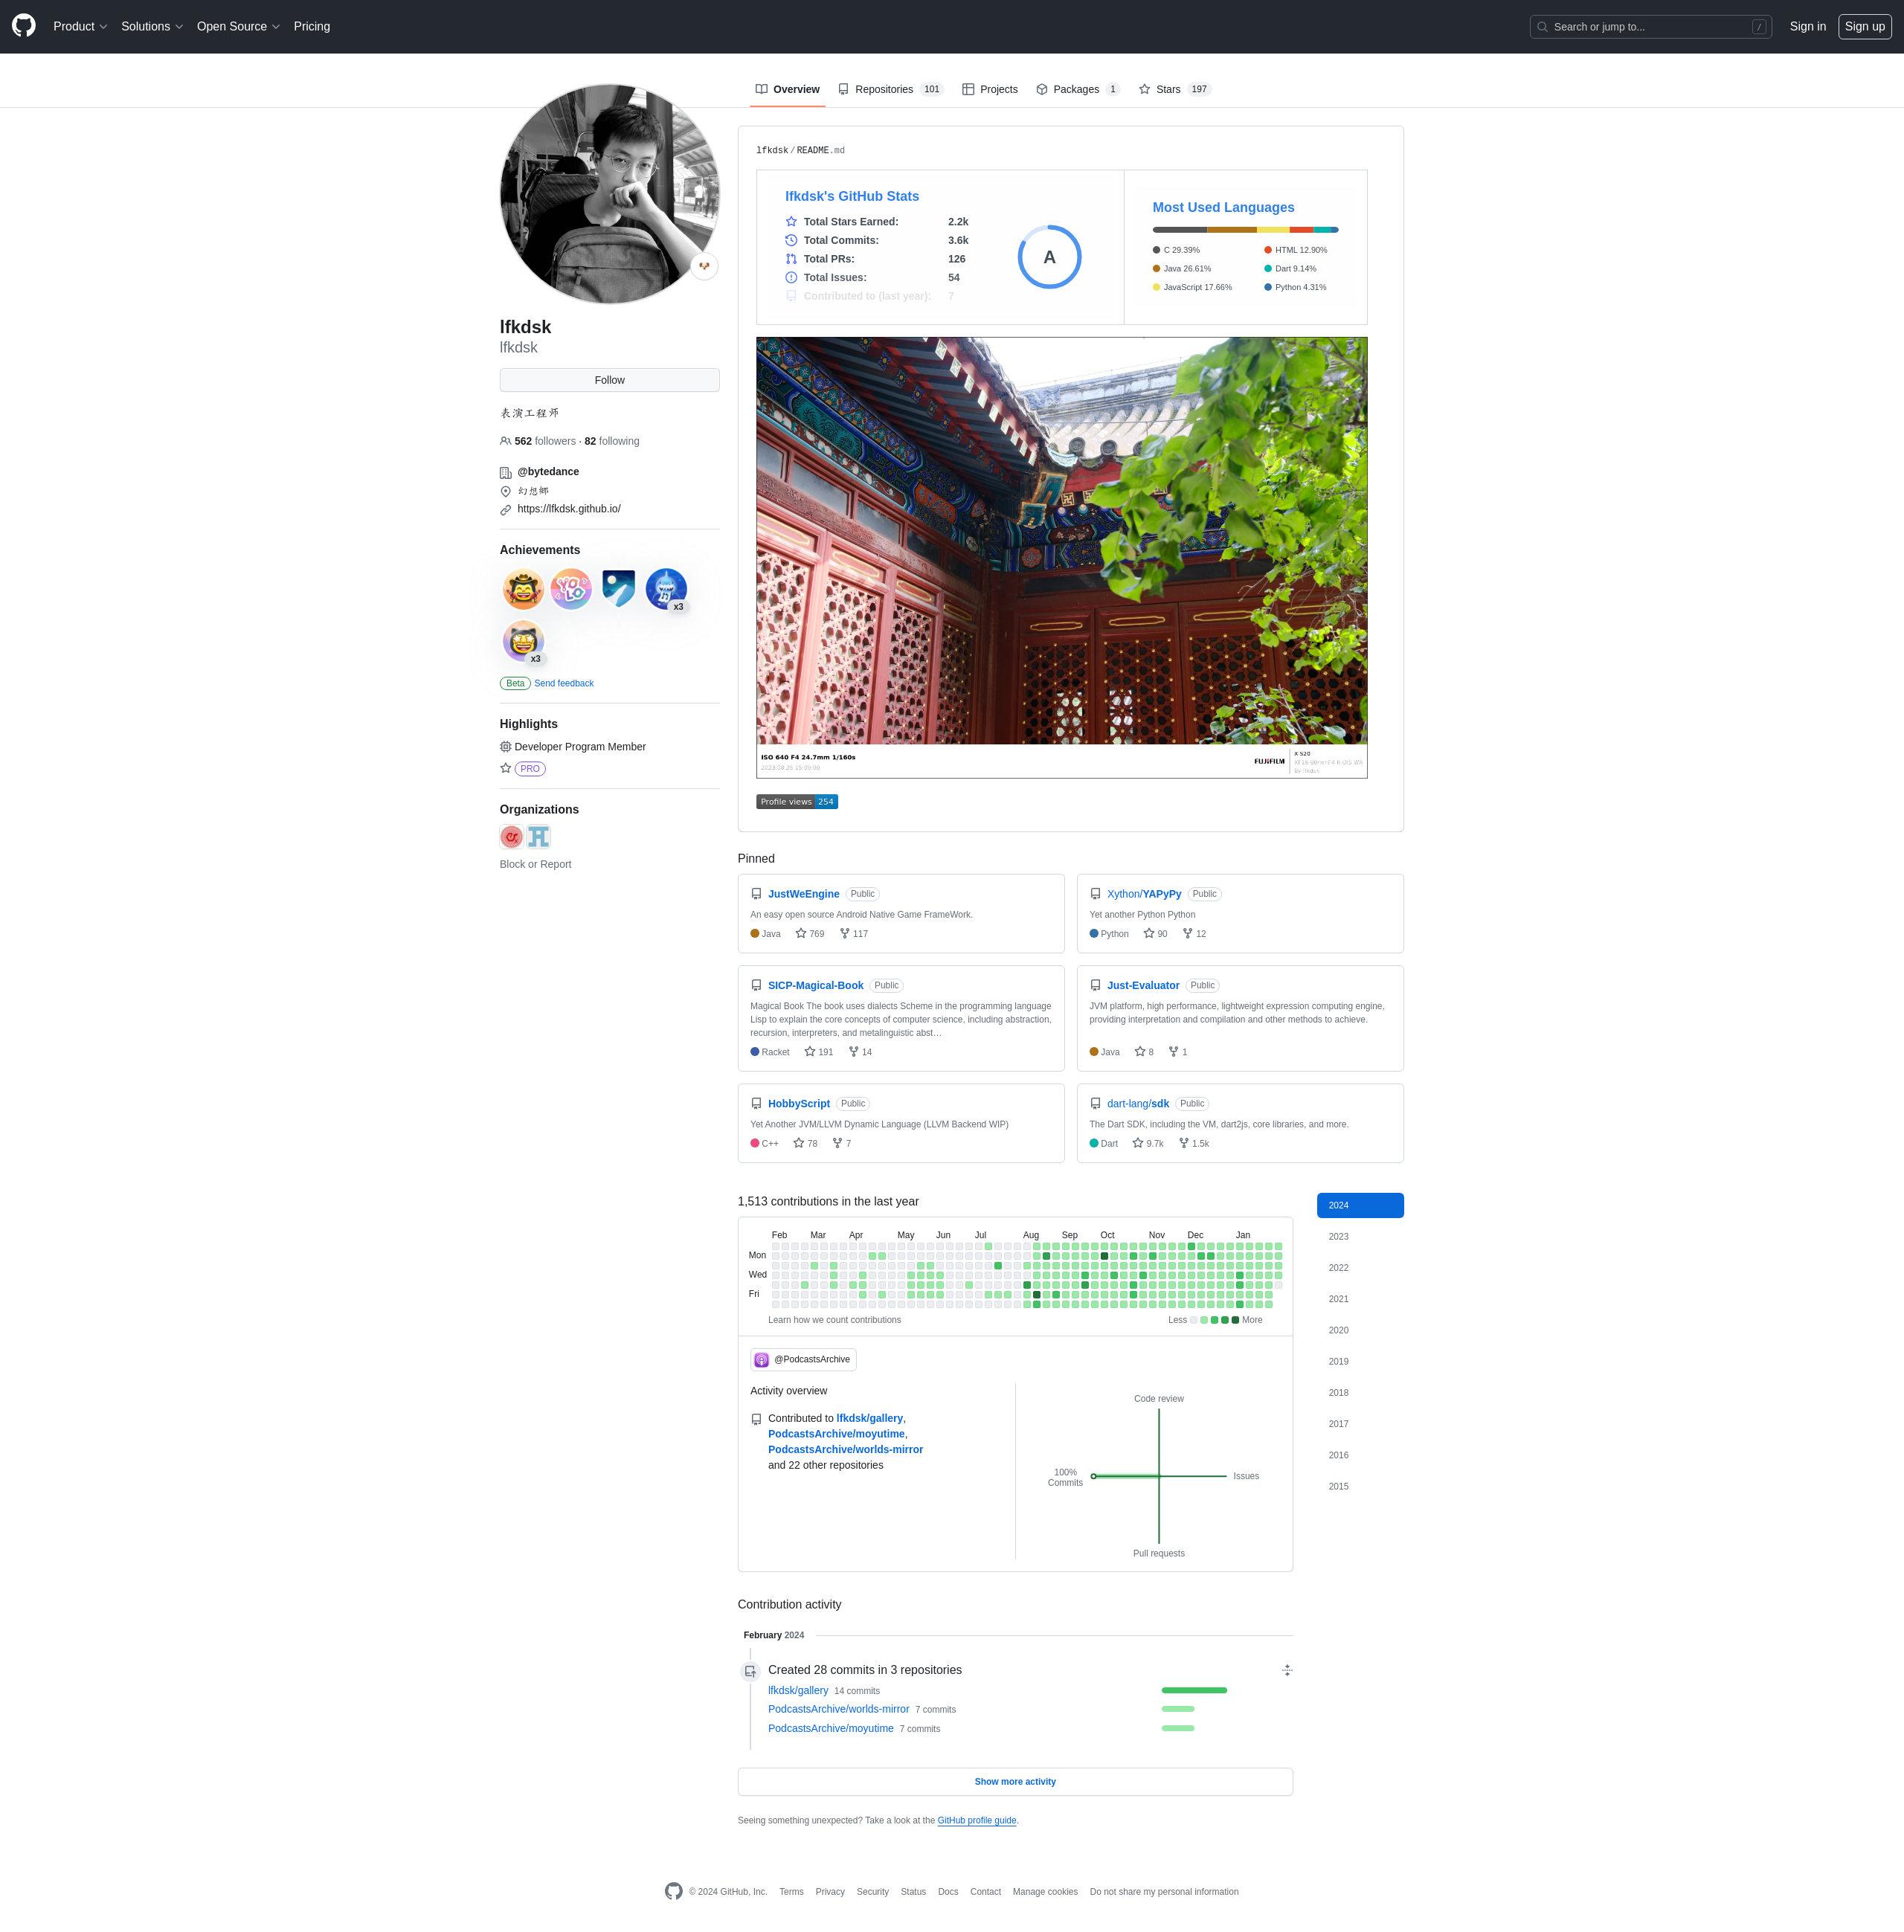 Product Solutions Open Source Pricing Search or jump to... / Sign in Sign up
Overview Repositories 101 Projects Packages 1 Stars 197
lfkdsk
lfkdsk
Follow
表演工程师
562 followers · 82 following
@bytedance
幻想乡
https://lfkdsk.github.io/
Achievements
YOLO
x3
x3
Beta Send feedback
Highlights
Developer Program Member
PRO
Organizations
Block or Report
lfkdsk / README.md
lfkdsk's GitHub Stats
Total Stars Earned: 2.2k
Total Commits: 3.6k
Total PRs: 126
Total Issues: 54
Contributed to (last year): 7
A
Most Used Languages
C 29.39% HTML 12.90%
Java 26.61% Dart 9.14%
JavaScript 17.66% Python 4.31%
ISO 640 F4 24.7mm 1/160s
FUJIFILM
X-S20
Profile views 254
Pinned
JustWeEngine Public
An easy open source Android Native Game FrameWork.
Java 769 117
Xython/YAPyPy Public
Yet another Python Python
Python 90 12
SICP-Magical-Book Public
Magical Book The book uses dialects Scheme in the programming language
Lisp to explain the core concepts of computer science, including abstraction,
recursion, interpreters, and metalinguistic abst…
Racket 191 14
Just-Evaluator Public
JVM platform, high performance, lightweight expression computing engine,
providing interpretation and compilation and other methods to achieve.
Java 8 1
HobbyScript Public
Yet Another JVM/LLVM Dynamic Language (LLVM Backend WIP)
C++ 78 7
dart-lang/sdk Public
The Dart SDK, including the VM, dart2js, core libraries, and more.
Dart 9.7k 1.5k
1,513 contributions in the last year
Feb Mar Apr May Jun Jul Aug Sep Oct Nov Dec Jan
Mon
Wed
Fri
Learn how we count contributions Less More
@PodcastsArchive
Activity overview
Contributed to lfkdsk/gallery,
PodcastsArchive/moyutime,
PodcastsArchive/worlds-mirror
and 22 other repositories
Code review
100%
Commits
Issues
Pull requests
2024
2023
2022
2021
2020
2019
2018
2017
2016
2015
Contribution activity
February 2024
Created 28 commits in 3 repositories
lfkdsk/gallery 14 commits
PodcastsArchive/worlds-mirror 7 commits
PodcastsArchive/moyutime 7 commits
Show more activity
Seeing something unexpected? Take a look at the GitHub profile guide.
© 2024 GitHub, Inc. Terms Privacy Security Status Docs Contact Manage cookies Do not share my personal information